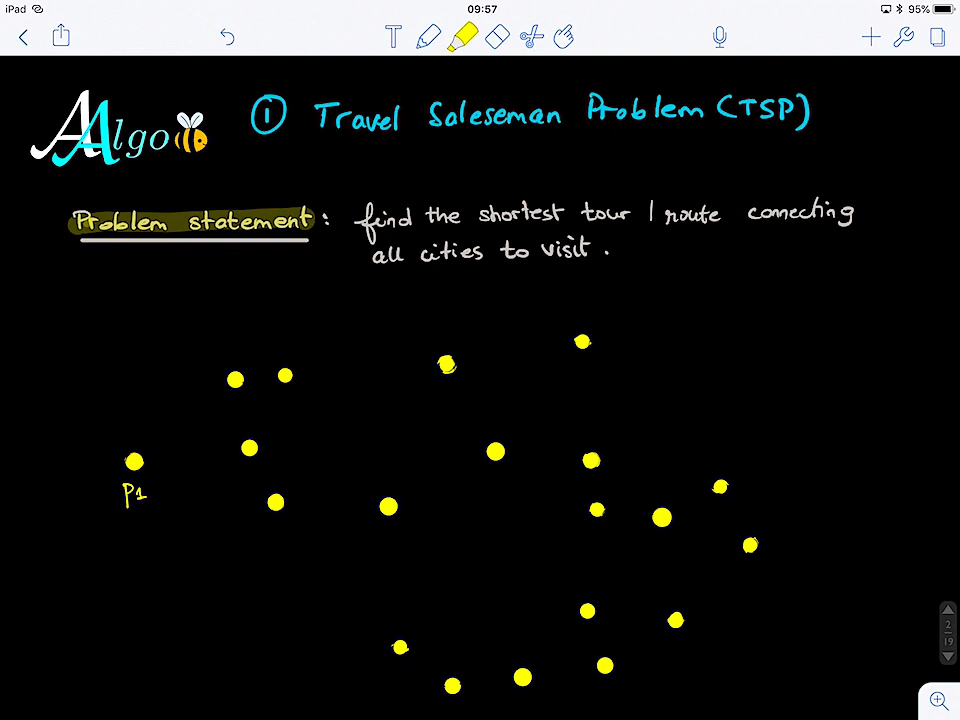 iPad
09:57
95%
AAlgo
① Travel Saleseman Problem (TSP)
Problem statement: find the shortest tour | route connecting
all cities to visit.
P1
2
19